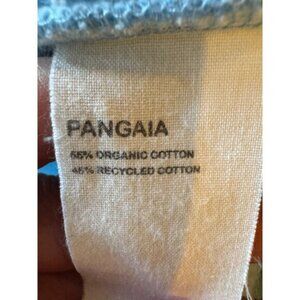 PANGAIA
55% ORGANIC COTTON
45% RECYCLED COTTON